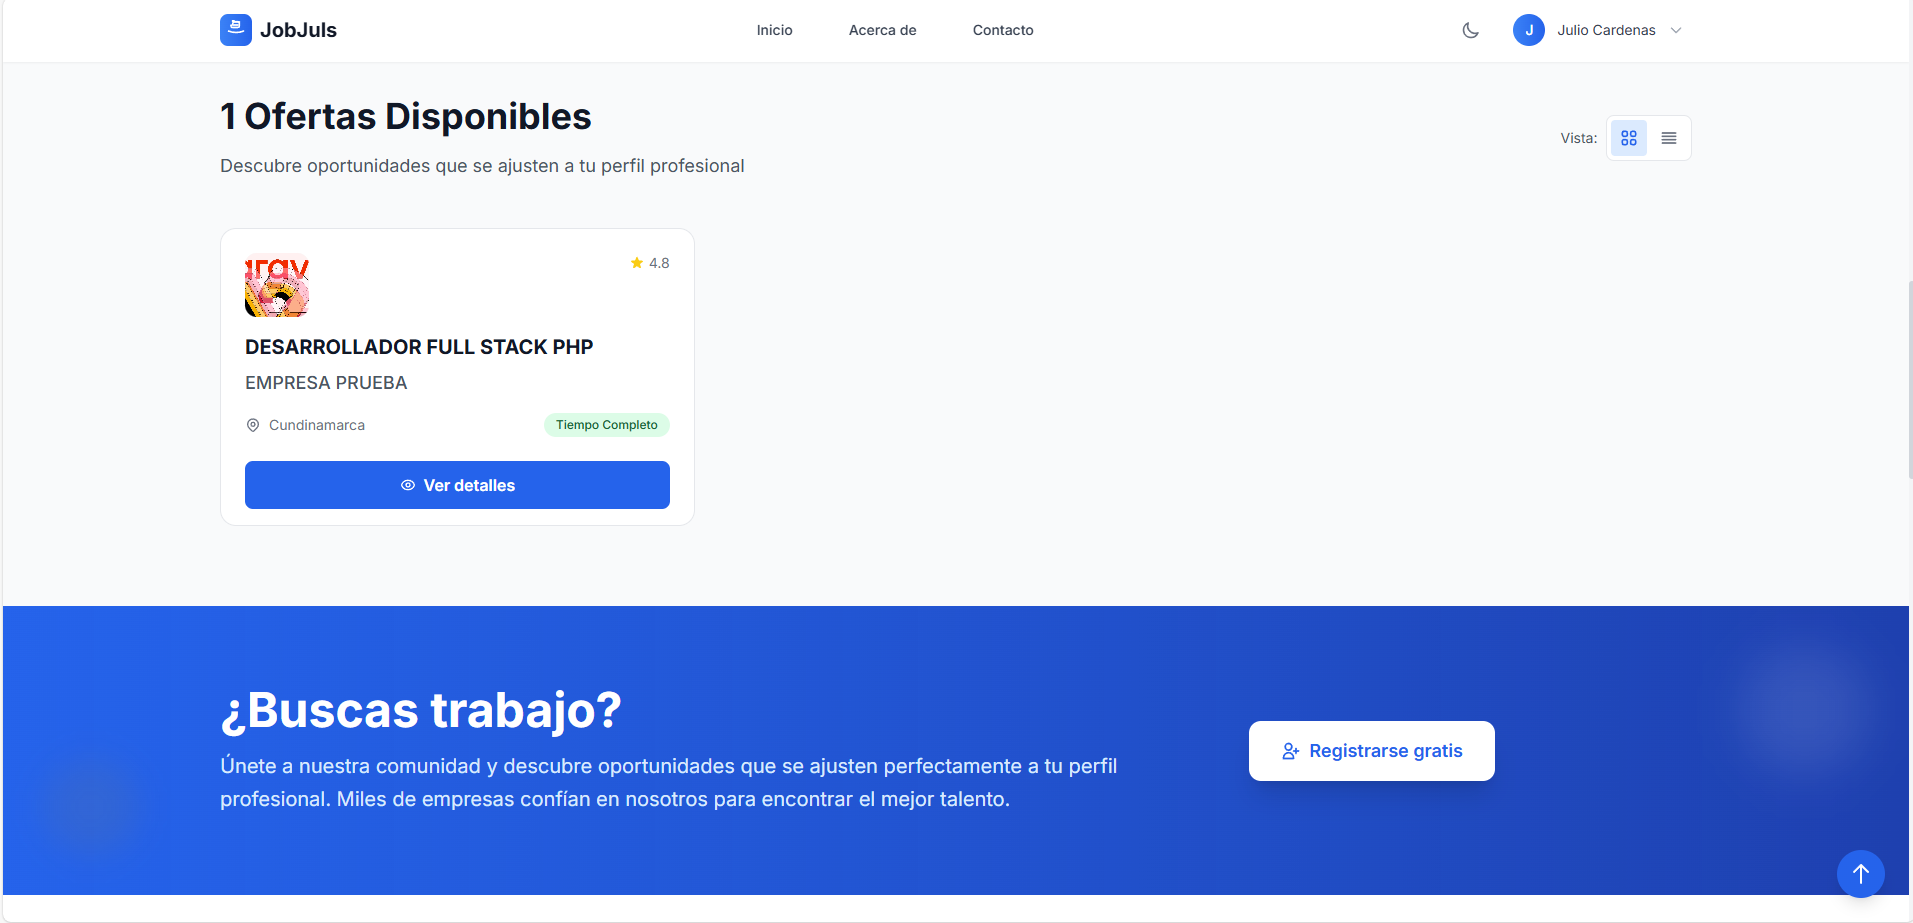 JobJuls
Inicio
Acerca de
Contacto
J
Julio Cardenas
1 Ofertas Disponibles
Descubre oportunidades que se ajusten a tu perfil profesional
Vista:
4.8
DESARROLLADOR FULL STACK PHP
EMPRESA PRUEBA
Cundinamarca
Tiempo Completo
Ver detalles
¿Buscas trabajo?
Únete a nuestra comunidad y descubre oportunidades que se ajusten perfectamente a tu perfil
profesional. Miles de empresas confían en nosotros para encontrar el mejor talento.
Registrarse gratis